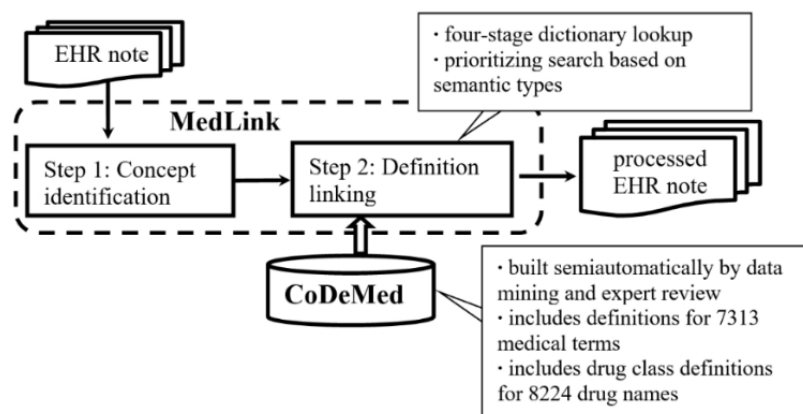 EHR note
· four-stage dictionary lookup
· prioritizing search based on
semantic types
MedLink
Step 1: Concept
identification
Step 2: Definition
linking
processed
EHR note
CoDeMed
· built semiautomatically by data
mining and expert review
· includes definitions for 7313
medical terms
· includes drug class definitions
for 8224 drug names